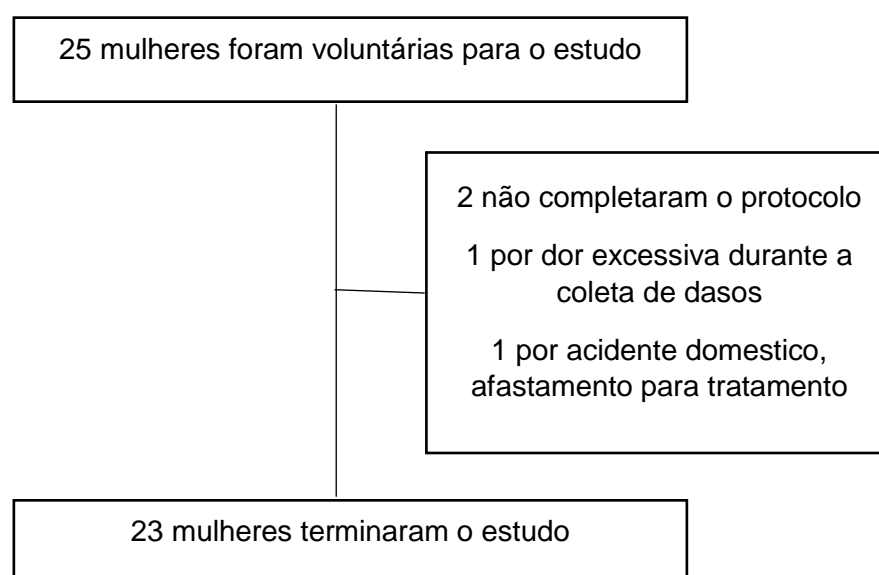 25 mulheres foram voluntárias para o estudo
2 não completaram o protocolo
1 por dor excessiva durante a
coleta de dasos
1 por acidente domestico,
afastamento para tratamento
23 mulheres terminaram o estudo